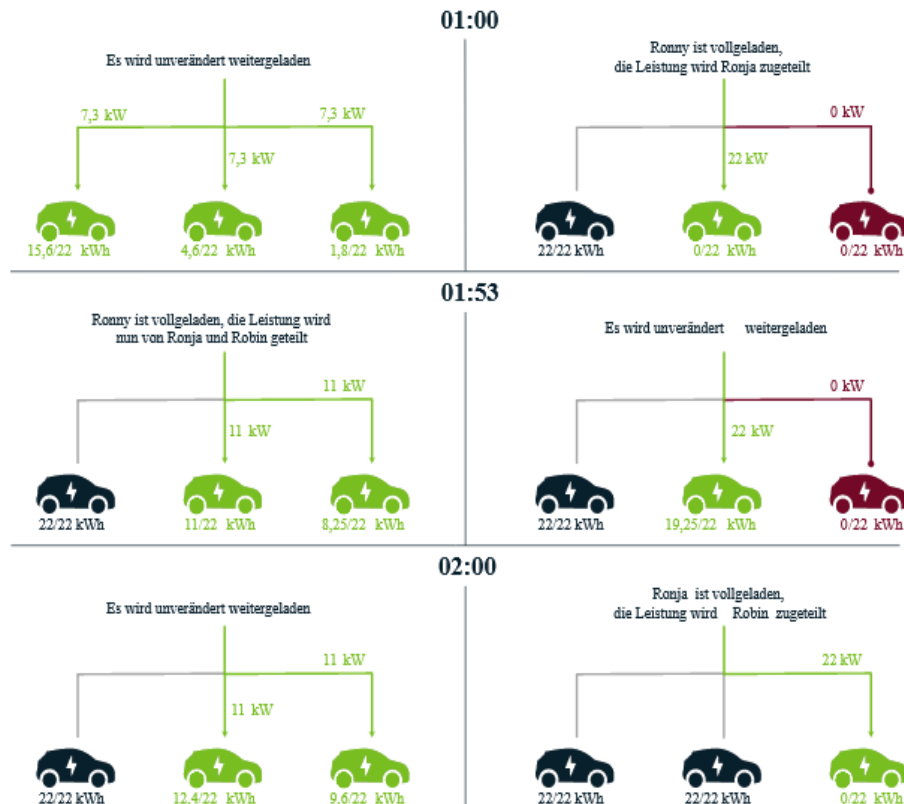 01:00
Es wird unverändert weitergeladen
7,3 kW
7,3 kW
7,3 kW
15,6/22 kWh
4,6/22 kWh
1,8/22 kWh
Ronny ist vollgeladen,
die Leistung wird Ronja zugeteilt
0 kW
22 kW
22/22 kWh
0/22 kWh
0/22 kWh
01:53
Ronny ist vollgeladen, die Leistung wird
nun von Ronja und Robin geteilt
11 kW
11 kW
22/22 kWh
11/22 kWh
8,25/22 kWh
Es wird unverändert weitergeladen
0 kW
22 kW
22/22 kWh
19,25/22 kWh
0/22 kWh
02:00
Es wird unverändert weitergeladen
11 kW
11 kW
22/22 kWh
12.4/22 kWh
9.6/22 kWh
Ronja ist vollgeladen,
die Leistung wird Robin zugeteilt
22 kW
22/22 kWh
22/22 kWh
0/22 kWh